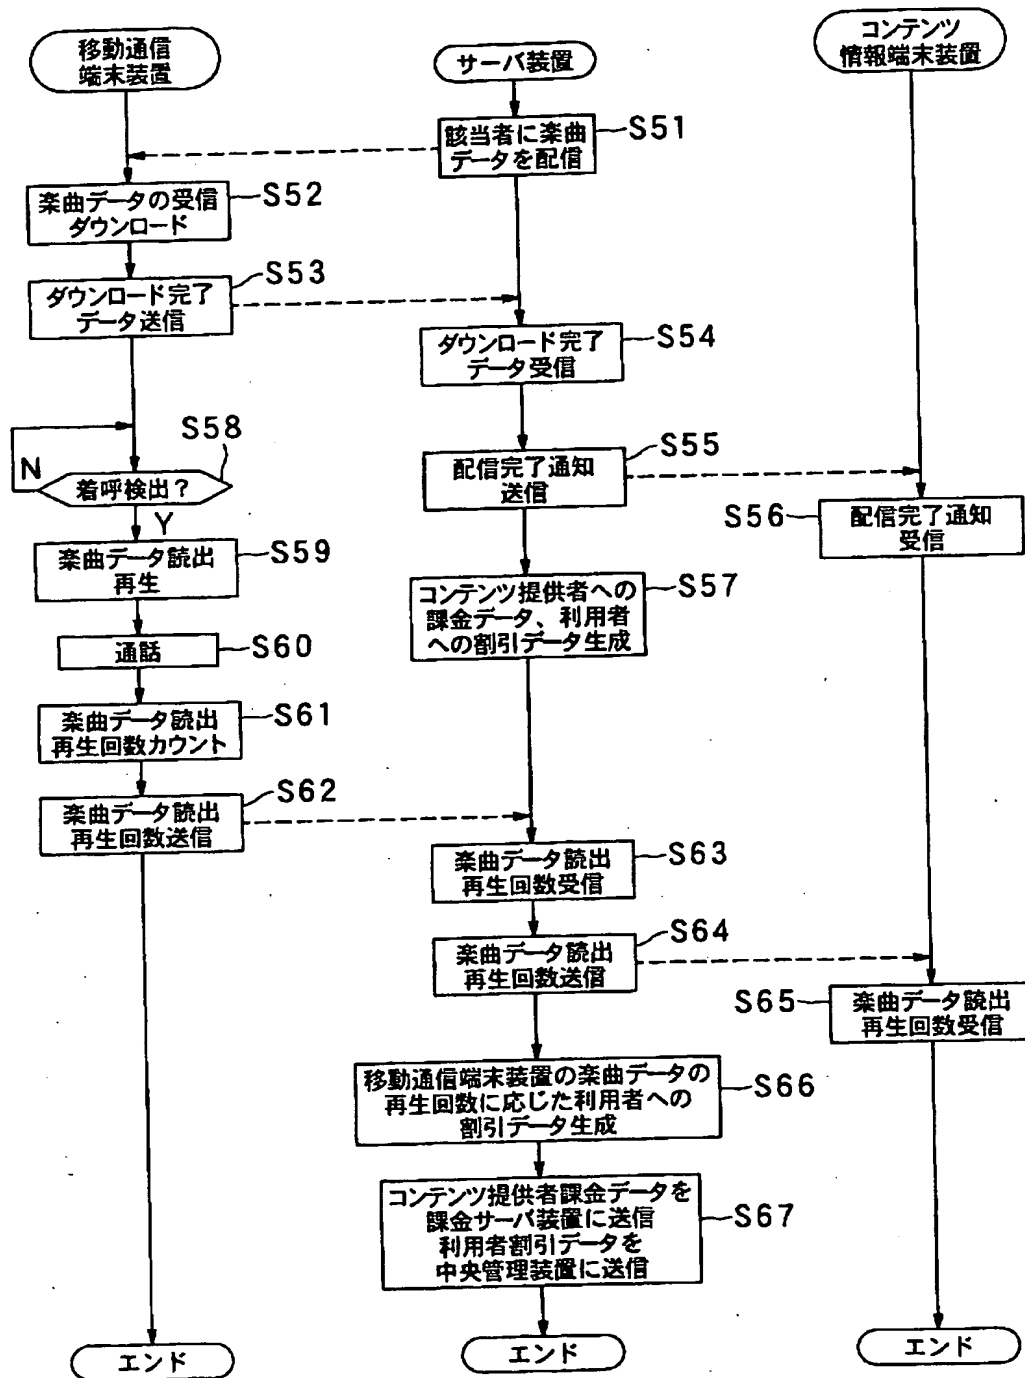 移動通信
端末装置
サーバ装置
コンテンツ
情報端末装置
該当者に楽曲
データを配信
S51
楽曲データの受信
ダウンロード
S52
ダウンロード完了
データ送信
S53
ダウンロード完了
データ受信
S54
配信完了通知
送信
S55
S56
配信完了通知
受信
コンテンツ提供者への
課金データ、利用者
への割引データ生成
S57
S58
N
着呼検出?
Y
楽曲データ読出
再生
S59
通話
S60
楽曲データ読出
再生回数カウント
S61
楽曲データ読出
再生回数送信
S62
楽曲データ読出
再生回数受信
S63
楽曲データ読出
再生回数送信
S64
S65
楽曲データ読出
再生回数受信
移動通信端末装置の楽曲データの
再生回数に応じた利用者への
割引データ生成
S66
コンテンツ提供者課金データを
課金サーバ装置に送信
利用者割引データを
中央管理装置に送信
S67
エンド
エンド
エンド